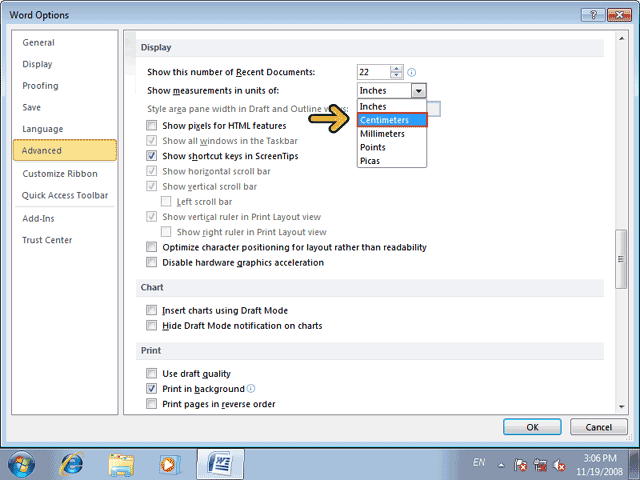 Word Options
General
Display
Proofing
Save
Language
Advanced
Customize Ribbon
Quick Access Toolbar
Add-Ins
Trust Center
Display
Show this number of Recent Documents: 22
Show measurements in units of: Inches
Style area pane width in Draft and Outline views:
Inches
Centimeters
Millimeters
Points
Picas
Show pixels for HTML features
Show all windows in the Taskbar
Show shortcut keys in ScreenTips
Show horizontal scroll bar
Show vertical scroll bar
Left scroll bar
Show vertical ruler in Print Layout view
Show right ruler in Print Layout view
Optimize character positioning for layout rather than readability
Disable hardware graphics acceleration
Chart
Insert charts using Draft Mode
Hide Draft Mode notification on charts
Print
Use draft quality
Print in background
Print pages in reverse order
OK
Cancel
EN
3:06 PM
11/19/2008